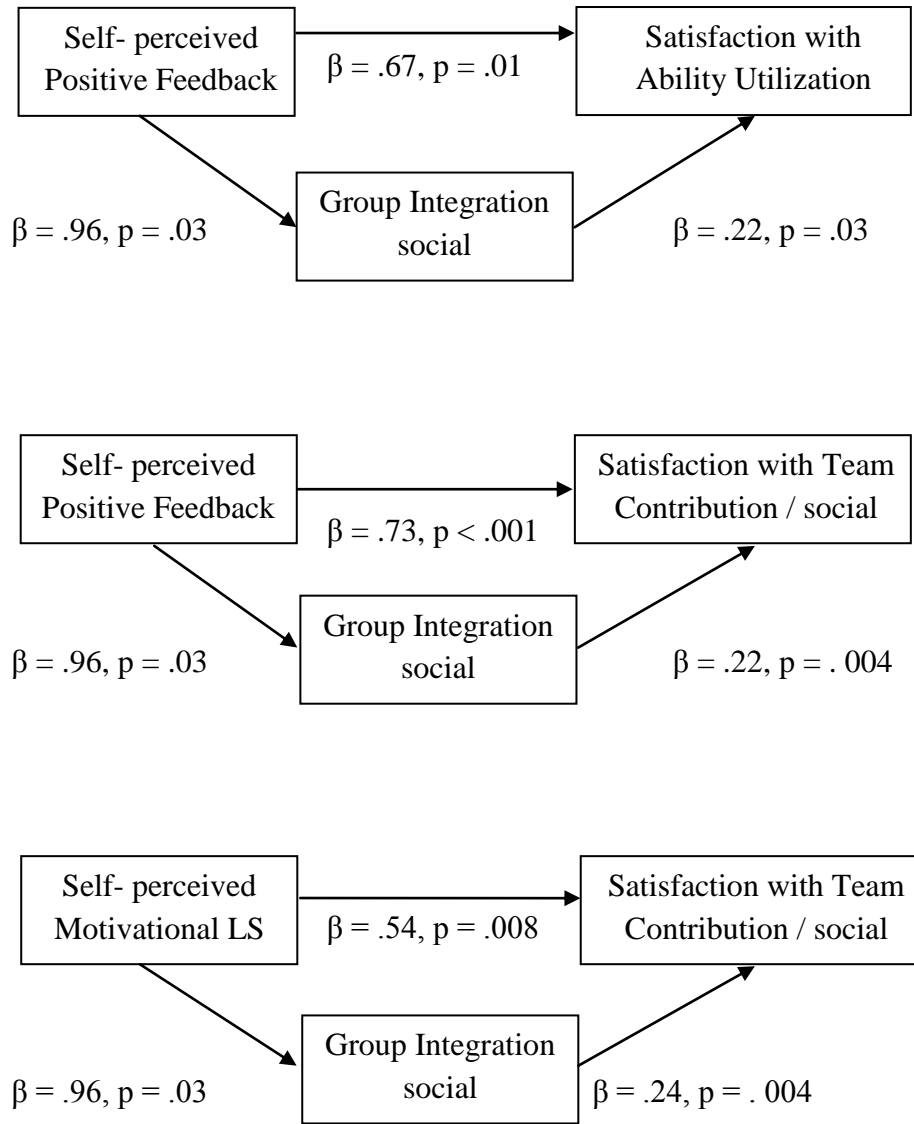 Self- perceived
Positive Feedback
β = .67, p = .01
Satisfaction with
Ability Utilization
β = .96, p = .03
Group Integration
social
β = .22, p = .03
Self- perceived
Positive Feedback
β = .73, p < .001
Satisfaction with Team
Contribution / social
β = .96, p = .03
Group Integration
social
β = .22, p = . 004
Self- perceived
Motivational LS
β = .54, p = .008
Satisfaction with Team
Contribution / social
β = .96, p = .03
Group Integration
social
β = .24, p = . 004